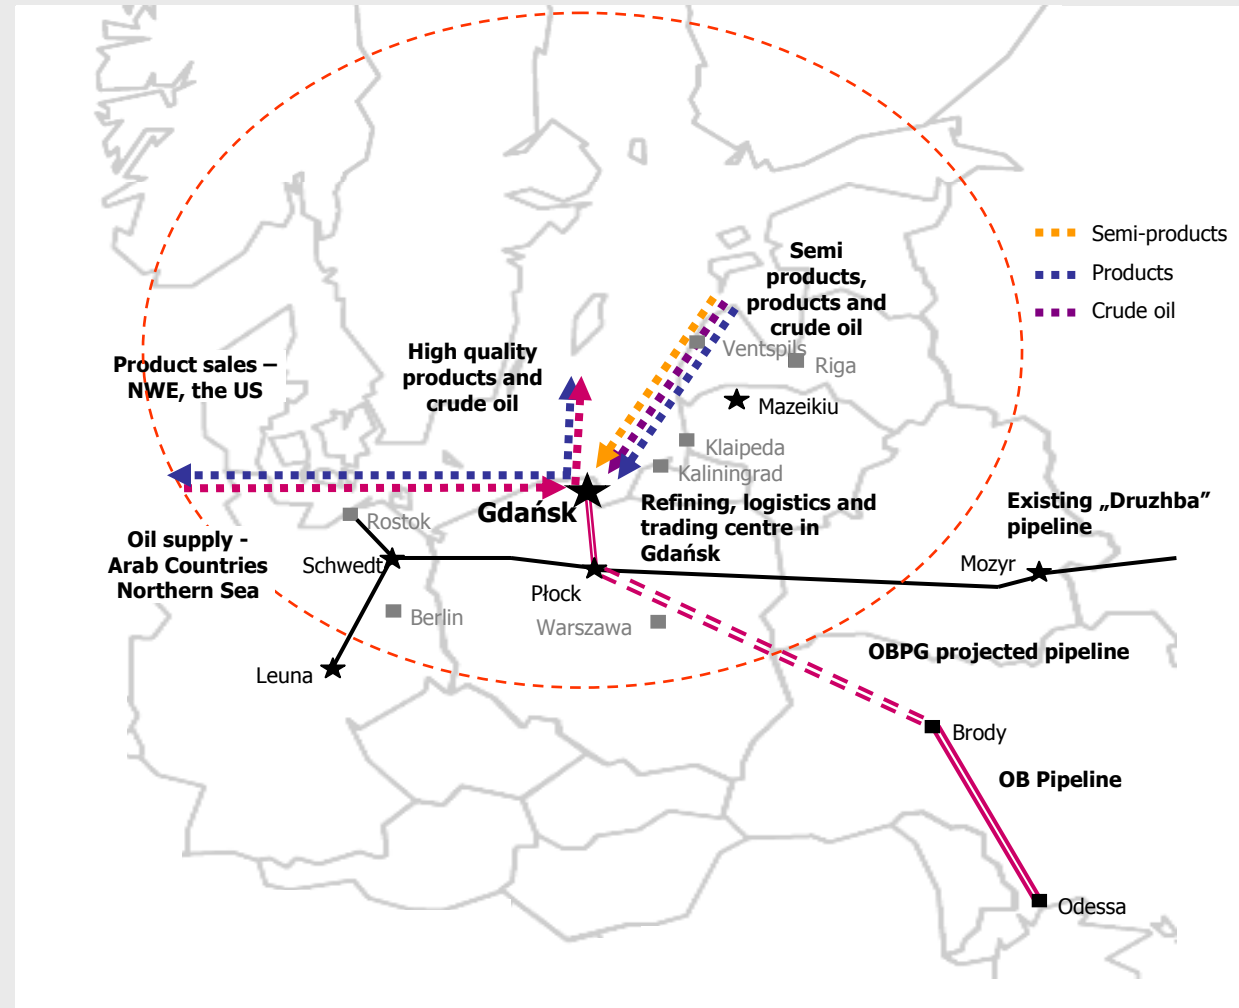 Semi-products
Products
Crude oil
Semi
products,
products and
crude oil
Ventspils
Riga
Product sales –
NWE, the US
High quality
products and
crude oil
Mazeikiu
Klaipeda
Kaliningrad
Gdańsk
Refining, logistics and
trading centre in
Gdańsk
Existing „Druzhba”
pipeline
Rostok
Oil supply -
Arab Countries
Northern Sea
Schwedt
Mozyr
Płock
Berlin
Warszawa
OBPG projected pipeline
Leuna
Brody
OB Pipeline
Odessa